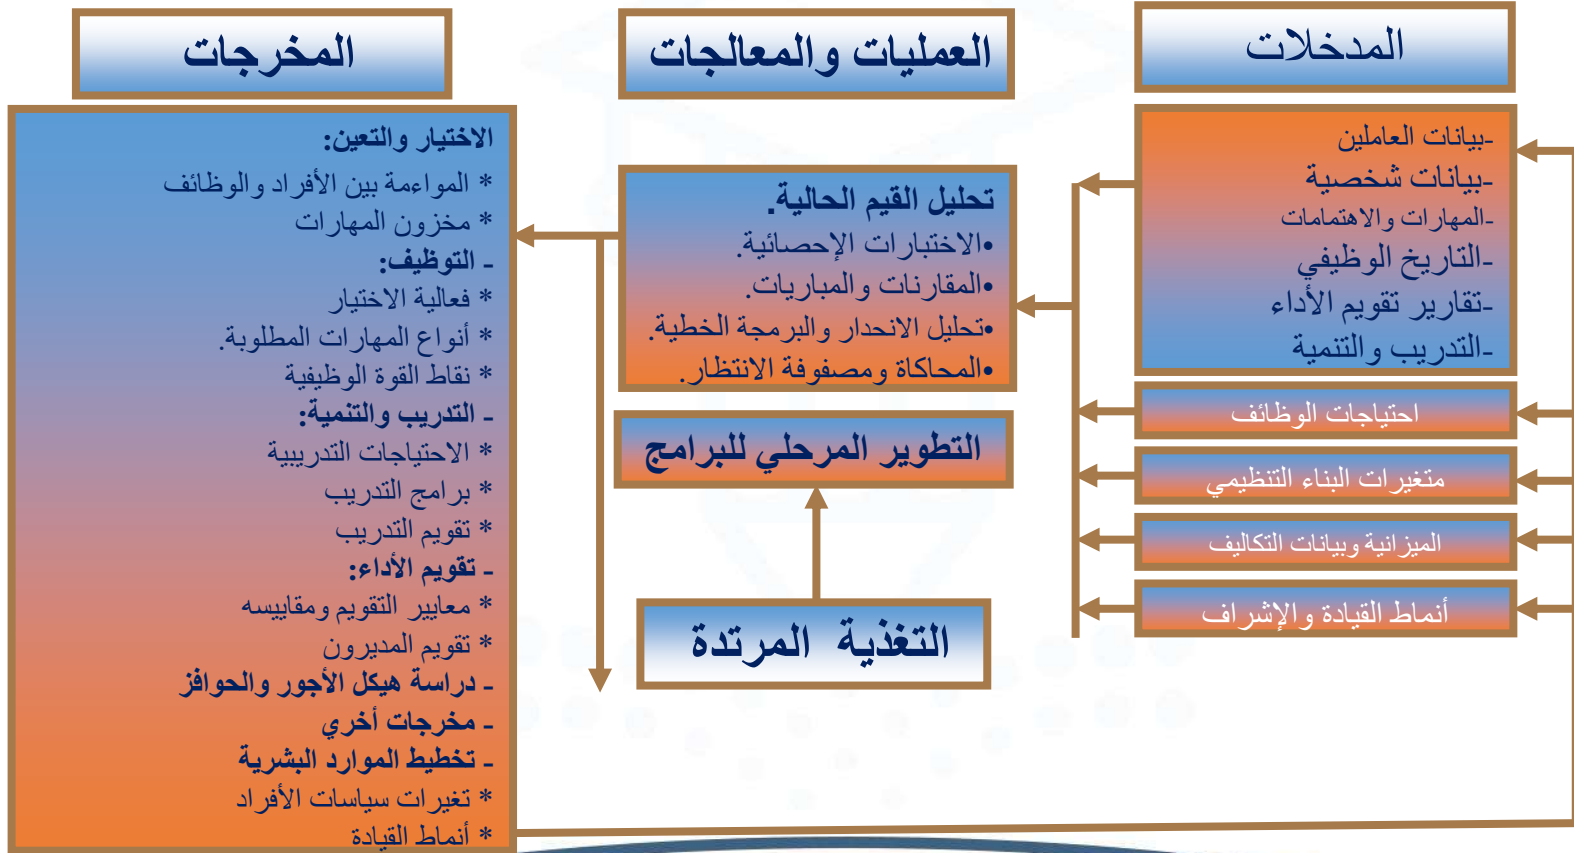 المدخلات
-بيانات العاملين
-بيانات شخصية
-المهارات والاهتمامات
-التاريخ الوظيفي
-تقارير تقويم الأداء
-التدريب والتنمية
احتياجات الوظائف
متغيرات البناء التنظيمي
الميزانية وبيانات التكاليف
أنماط القيادة والإشراف
العمليات والمعالجات
تحليل القيم الحالية.
•الاختبارات الإحصائية.
•المقارنات والمباريات.
•تحليل الانحدار والبرمجة الخطية.
•المحاكاة ومصفوفة الانتظار.
التطوير المرحلي للبرامج
التغذية المرتدة
المخرجات
الاختيار والتعين:
* المواءمة بين الأفراد والوظائف
* مخزون المهارات
- التوظيف:
* فعالية الاختيار
* أنواع المهارات المطلوبة.
* نقاط القوة الوظيفية
- التدريب والتنمية:
* الاحتياجات التدريبية
* برامج التدريب
* تقويم التدريب
- تقويم الأداء:
* معايير التقويم ومقاييسه
* تقويم المديرون
- دراسة هيكل الأجور والحوافز
- مخرجات أخري
- تخطيط الموارد البشرية
* تغيرات سياسات الأفراد
* أنماط القيادة